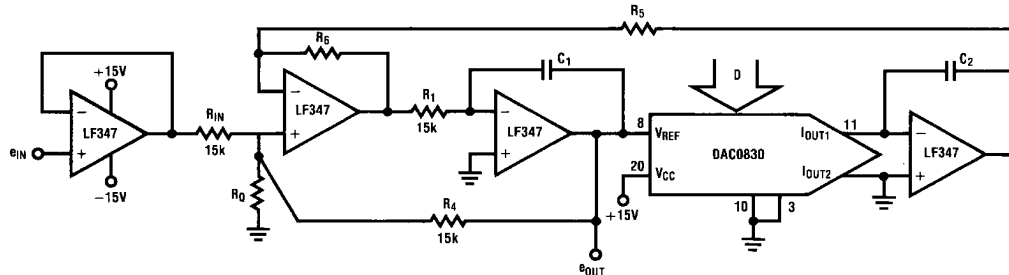 R5
R6
C1
C2
D
+15V
LF347
−
+
eIN
−15V
RIN
15k
RQ
−
+
LF347
R1
15k
−
+
LF347
R4
15k
eOUT
8
VREF
20
VCC
+15V
DAC0830
IOUT1
11
IOUT2
10
3
−
+
LF347